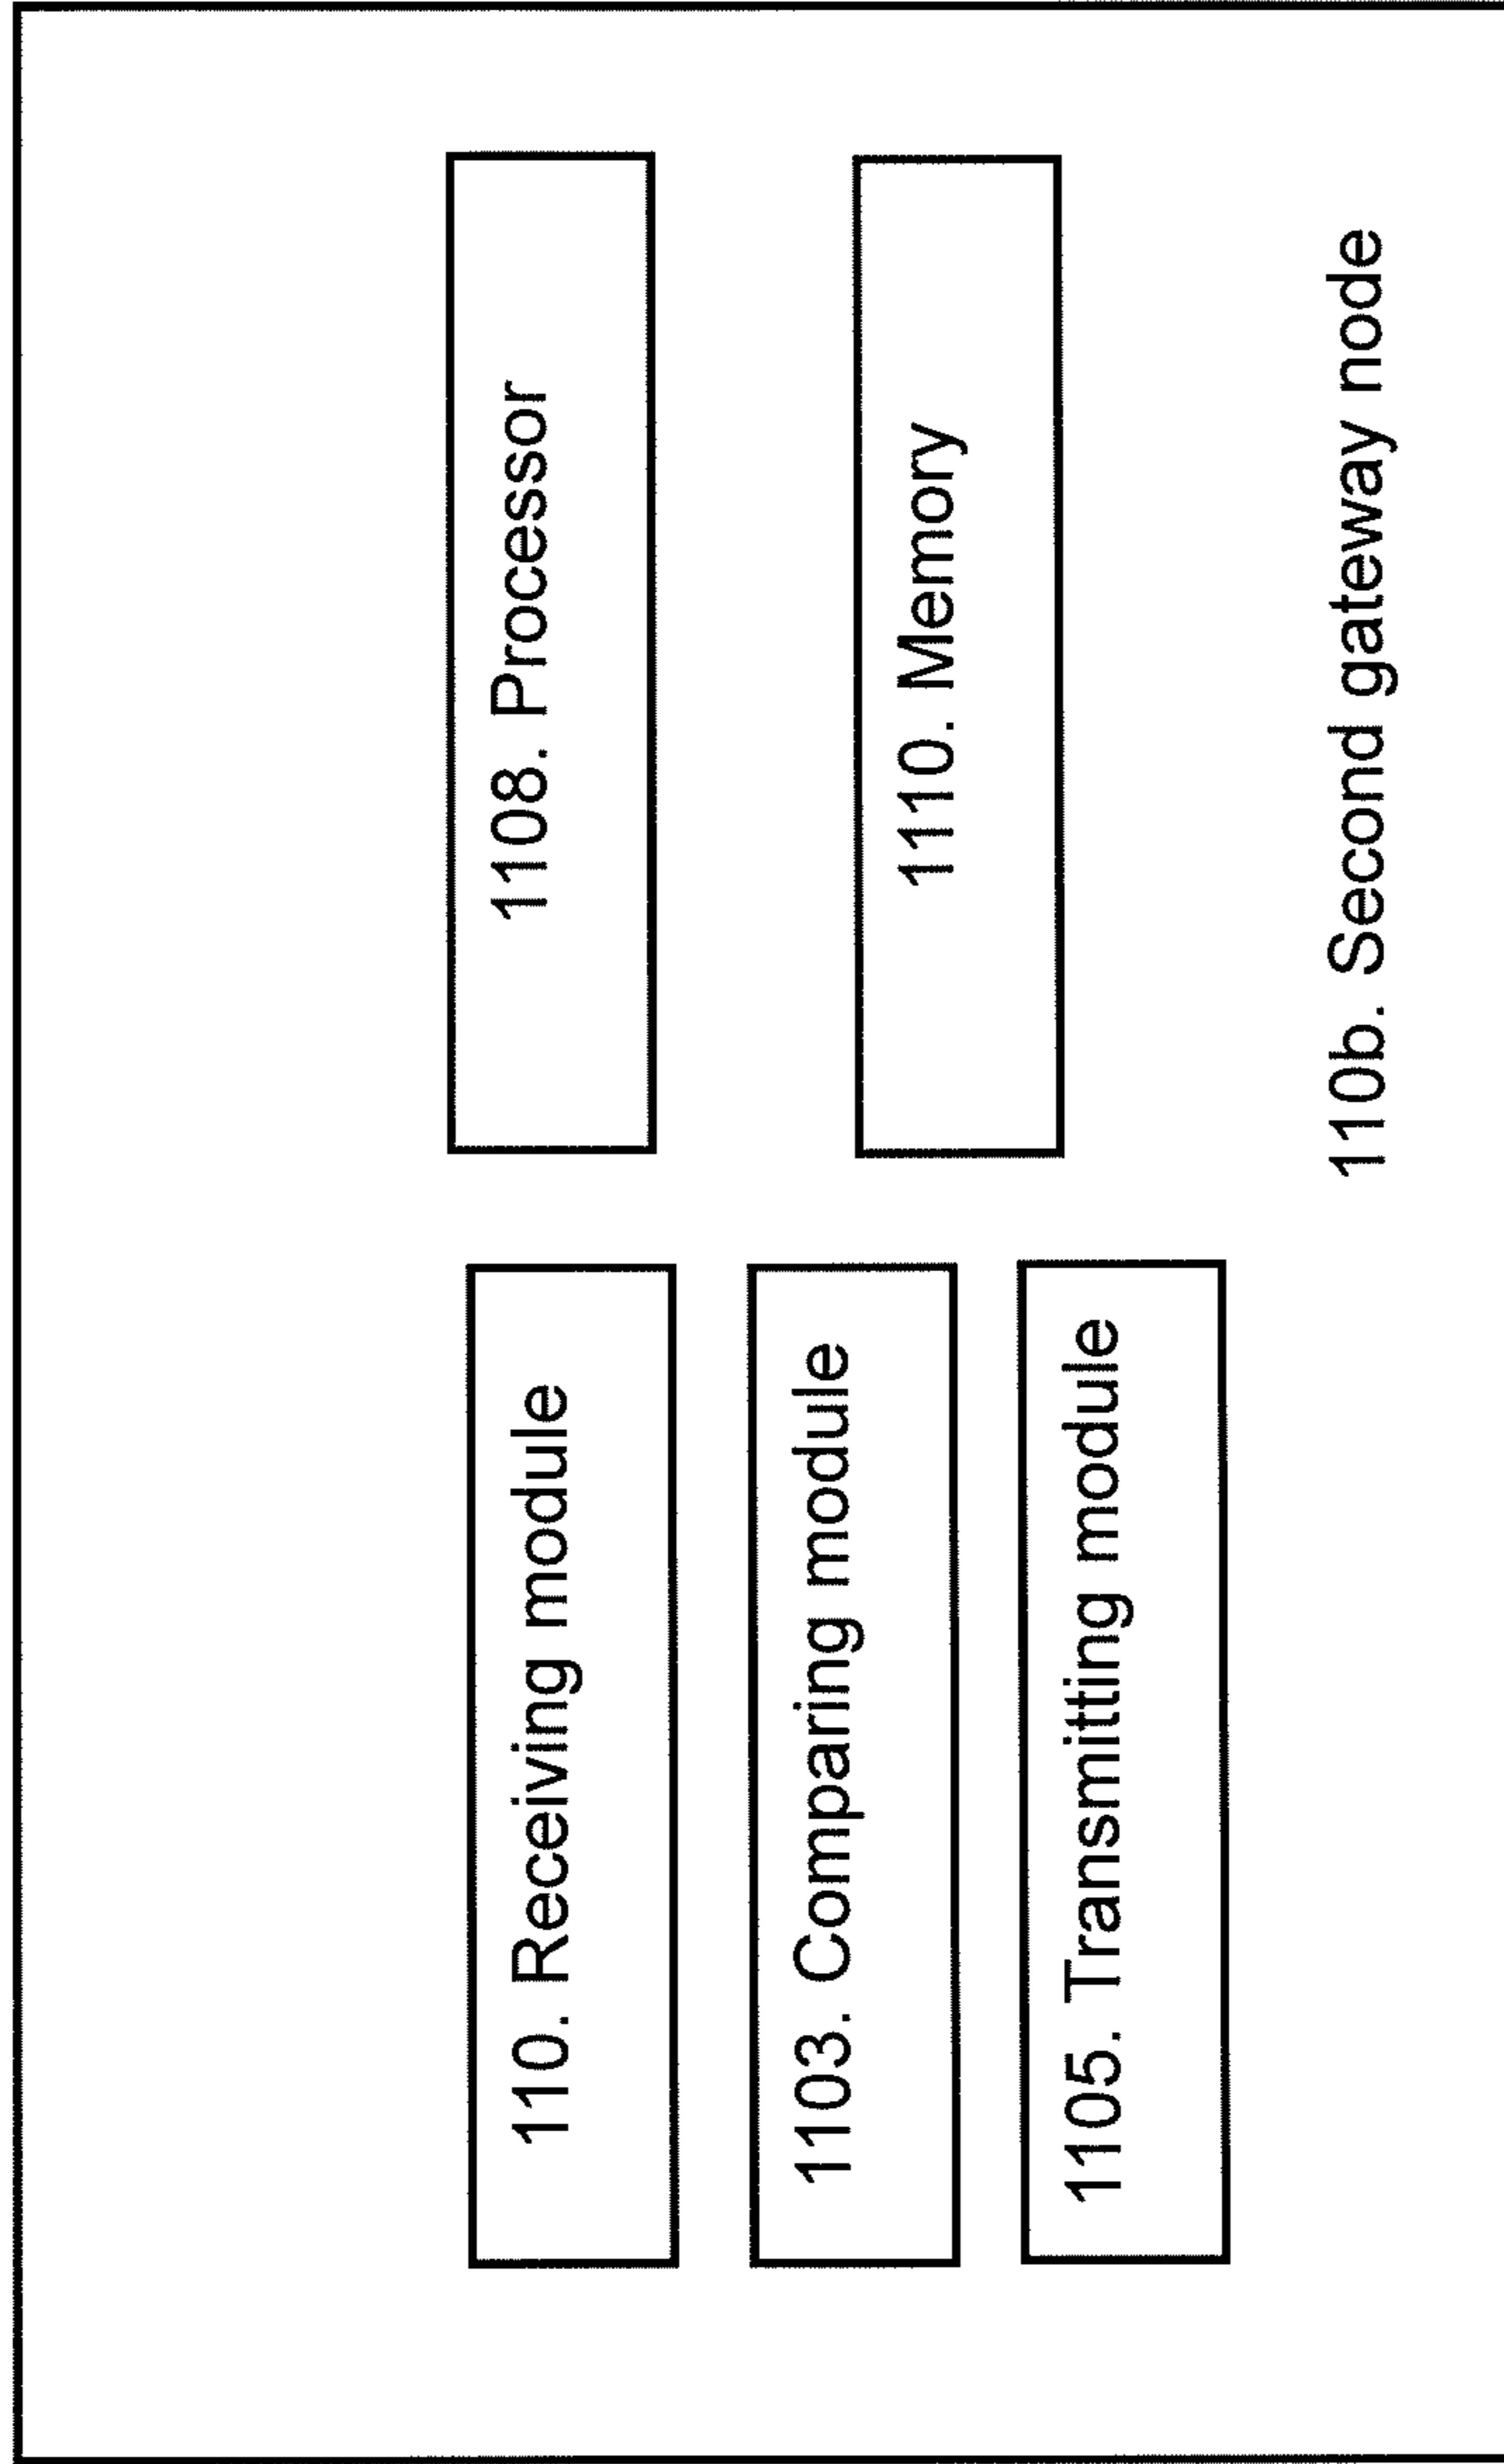 110. Receiving module
1103. Comparing module
1105. Transmitting module
1108. Processor
1110. Memory
110b. Second gateway node